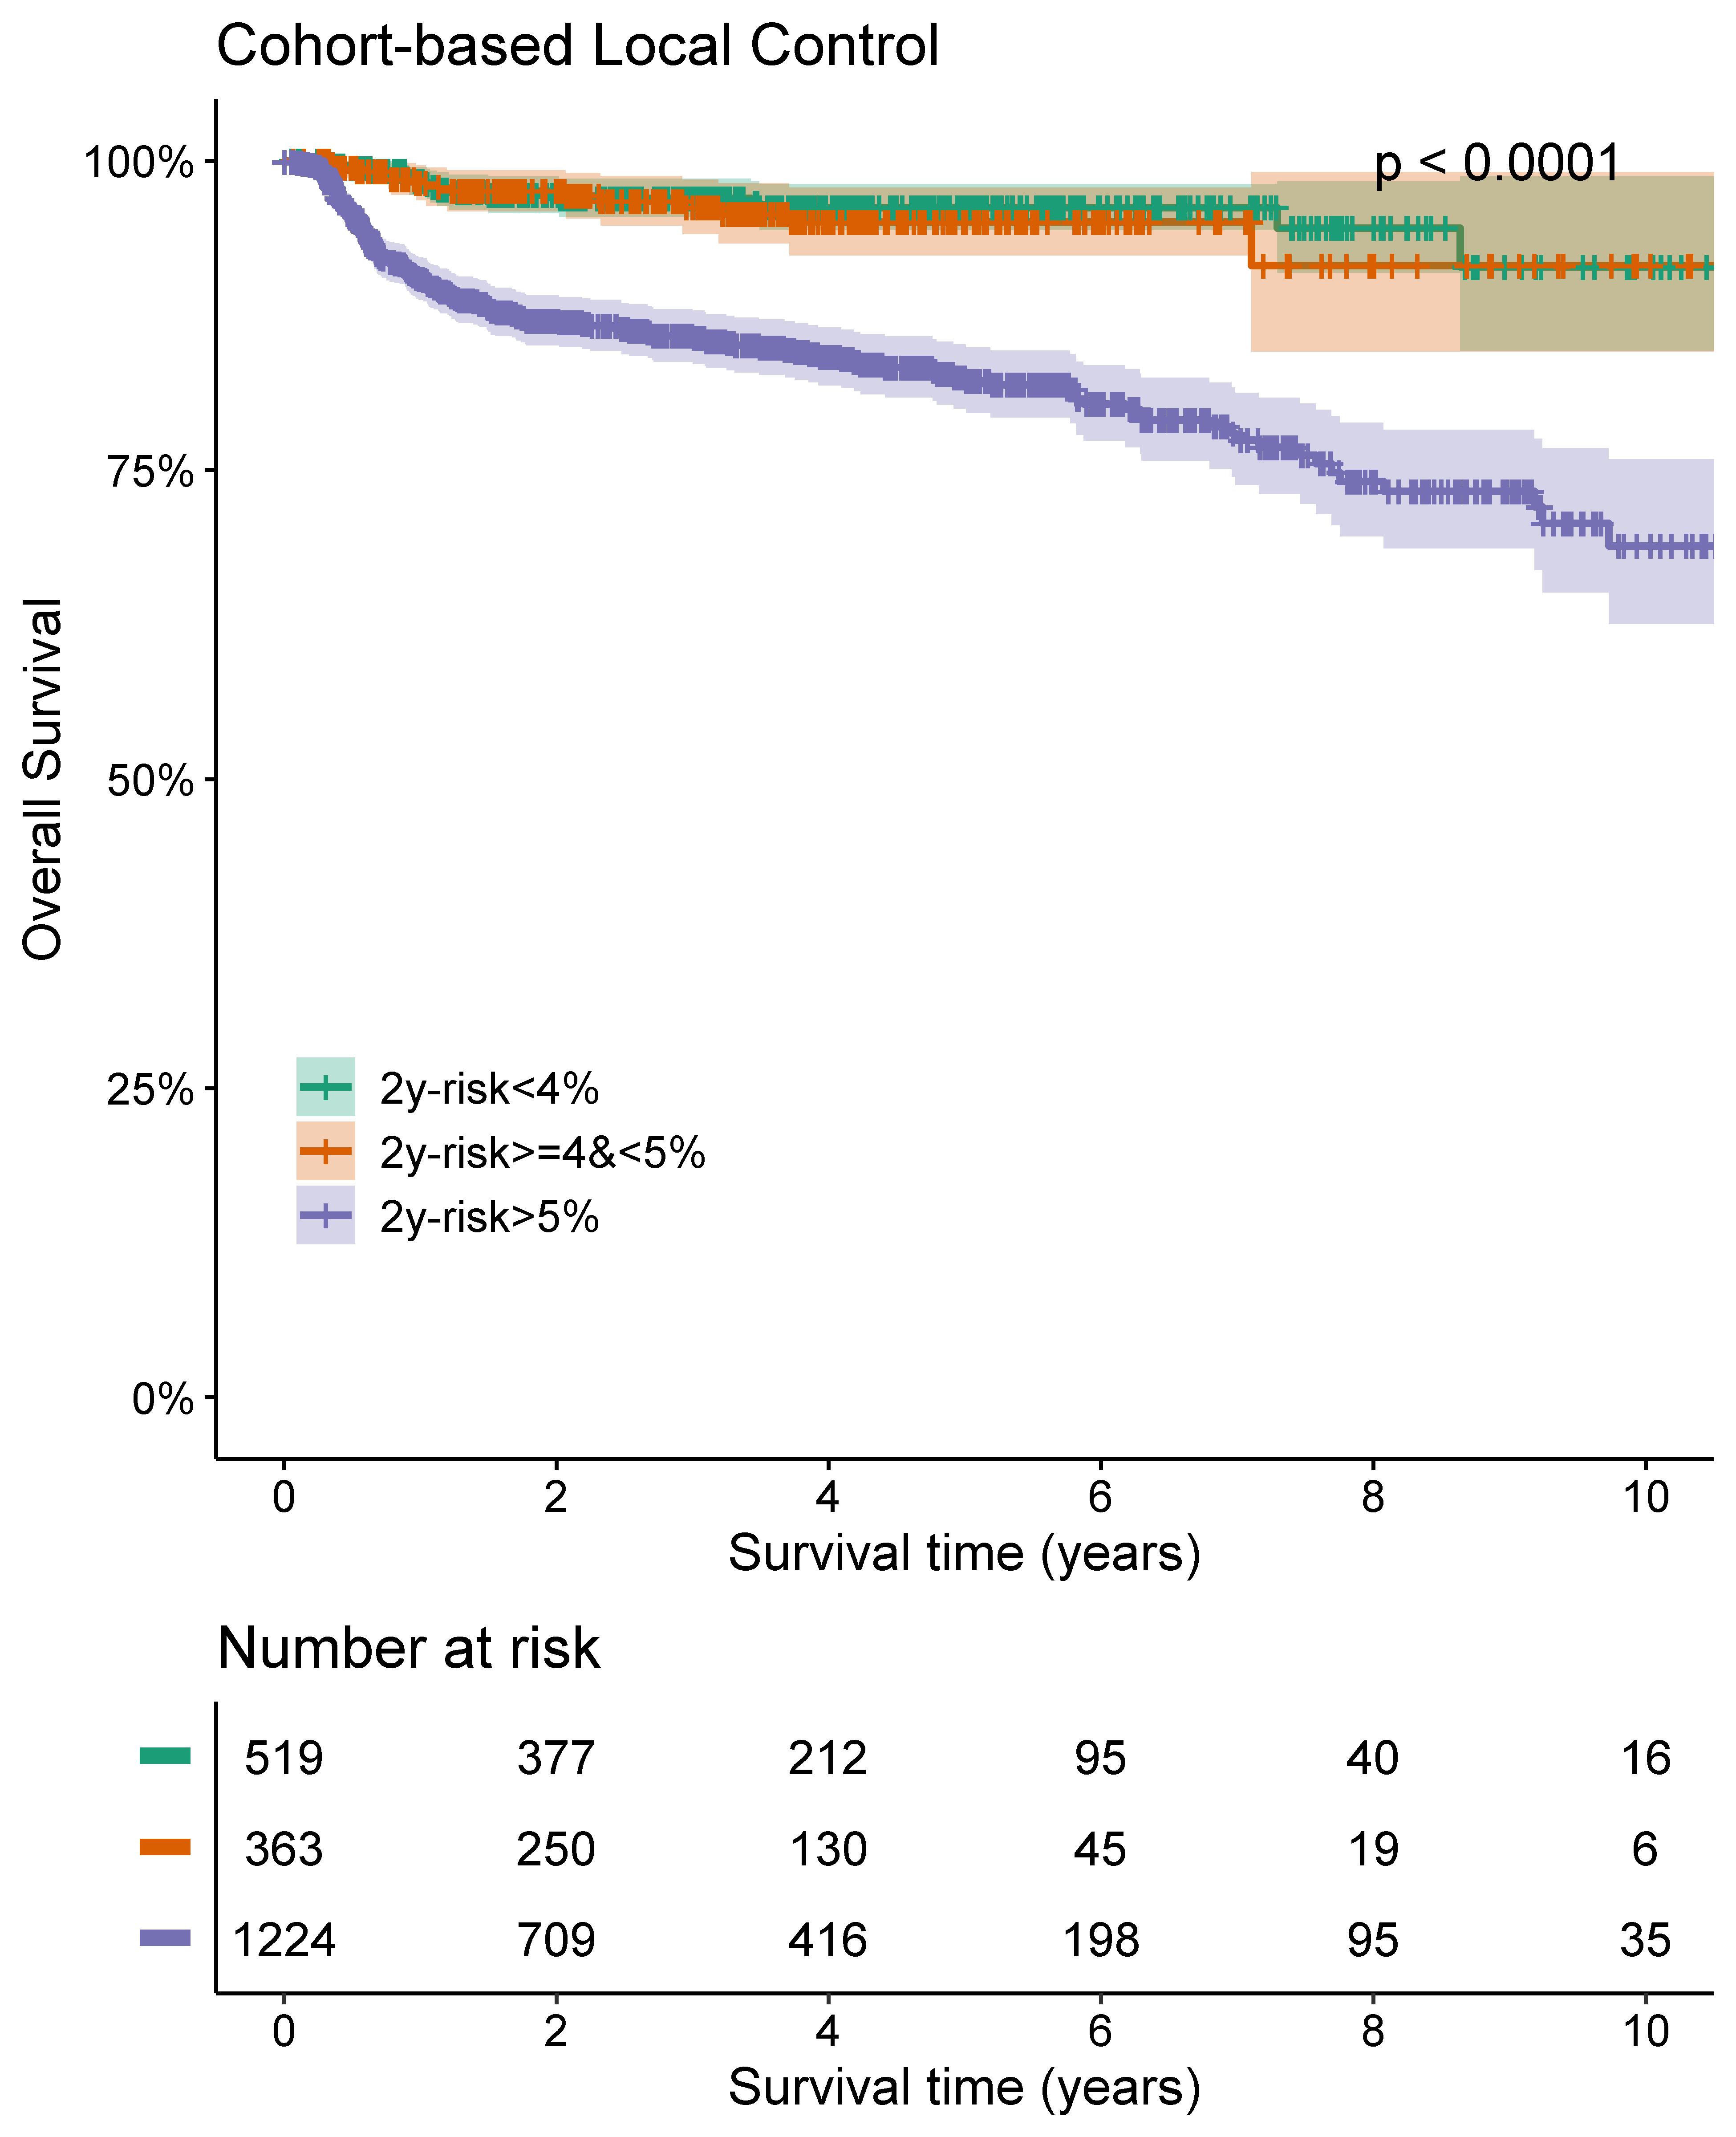 Cohort-based Local Control
p < 0.0001
100%
75%
50%
25%
0%
Overall Survival
2y-risk<4%
2y-risk>=4&<5%
2y-risk>5%
0 2 4 6 8 10
Survival time (years)
Number at risk
519 377 212 95 40 16
363 250 130 45 19 6
1224 709 416 198 95 35
0 2 4 6 8 10
Survival time (years)